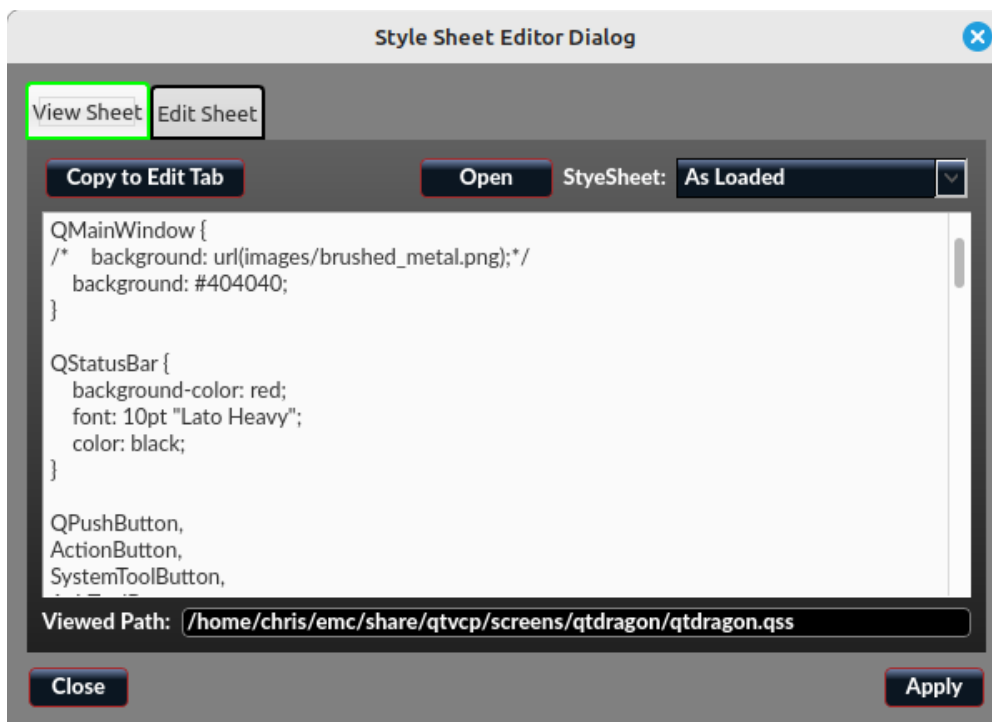 Style Sheet Editor Dialog
View Sheet Edit Sheet
Copy to Edit Tab Open StyeSheet: As Loaded
QMainWindow {
/*    background: url(images/brushed_metal.png);*/
    background: #404040;
}
QStatusBar {
    background-color: red;
    font: 10pt "Lato Heavy";
    color: black;
}
QPushButton,
ActionButton,
SystemToolButton,
Viewed Path: /home/chris/emc/share/qtvcp/screens/qtdragon/qtdragon.qss
Close Apply